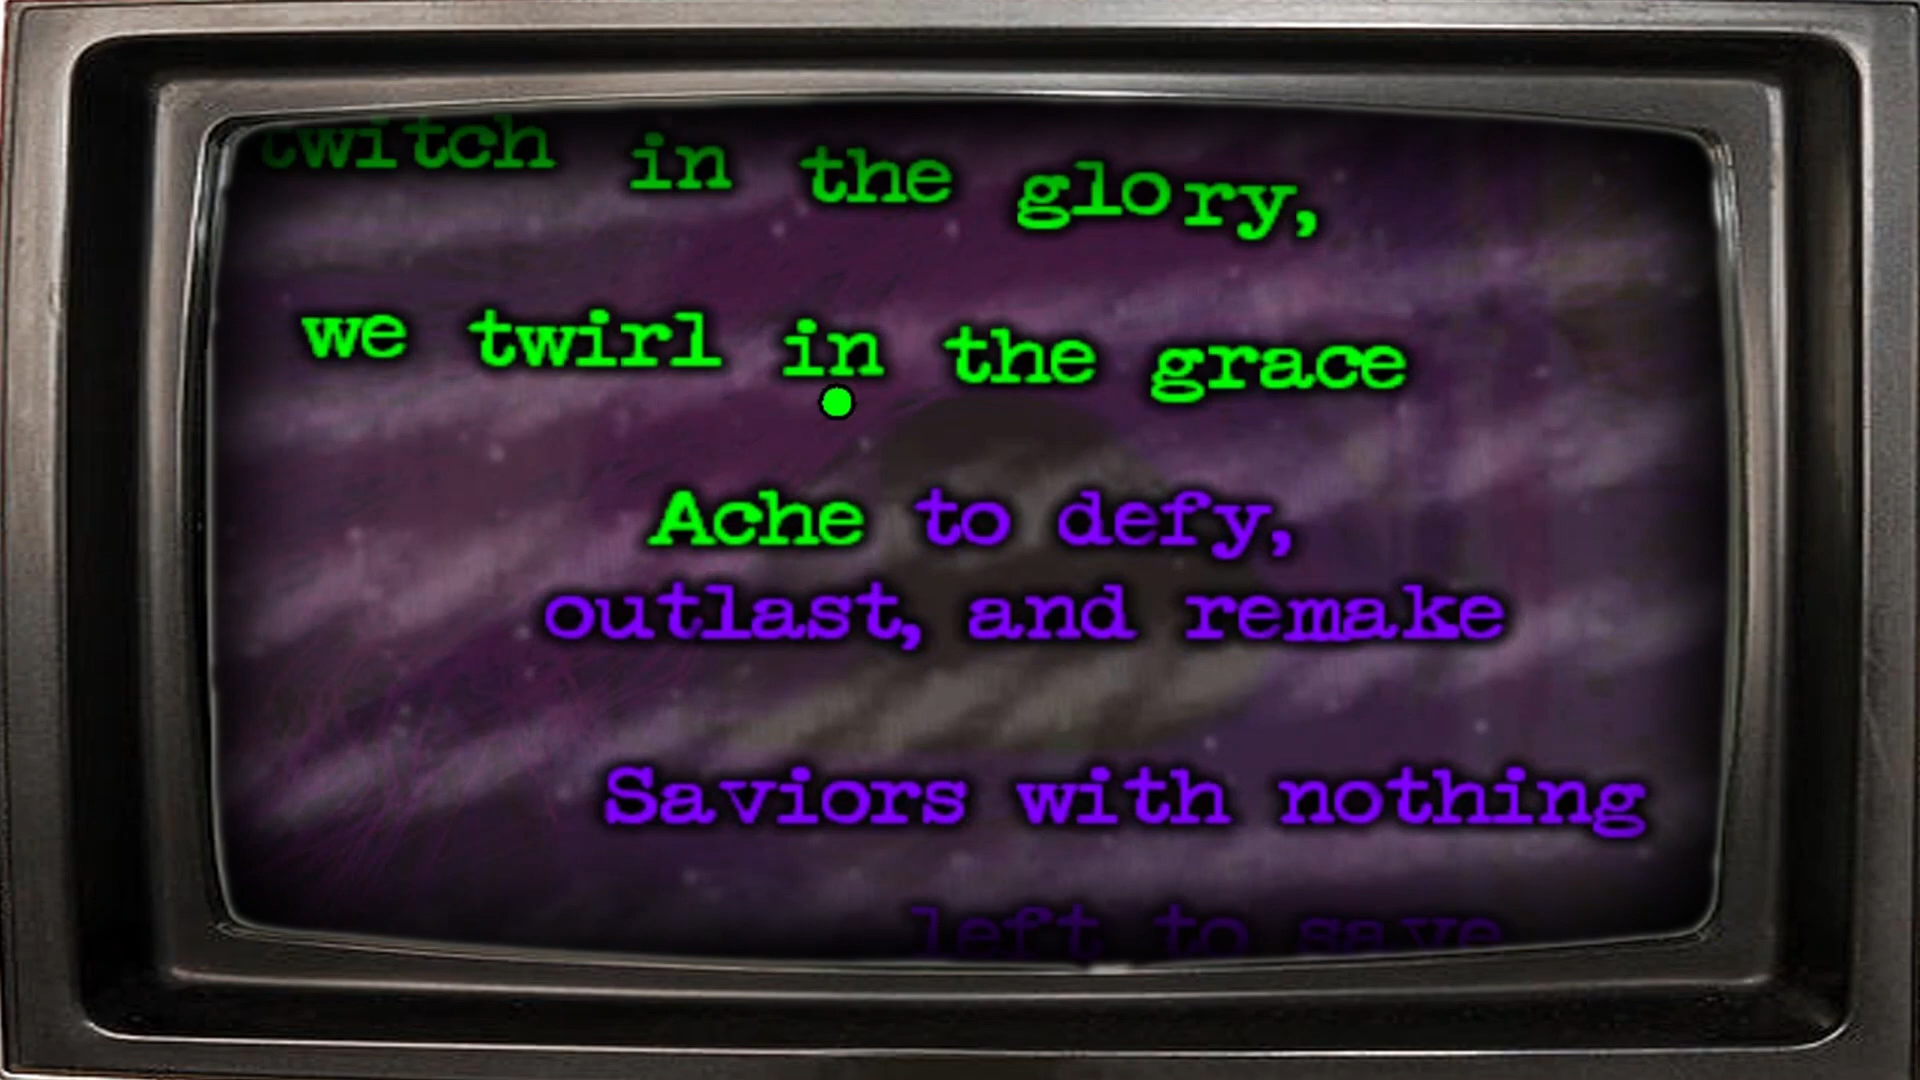 twitch in the glory,
we twirl in the grace
Ache to defy,
outlast, and remake
Saviors with nothing
left to save